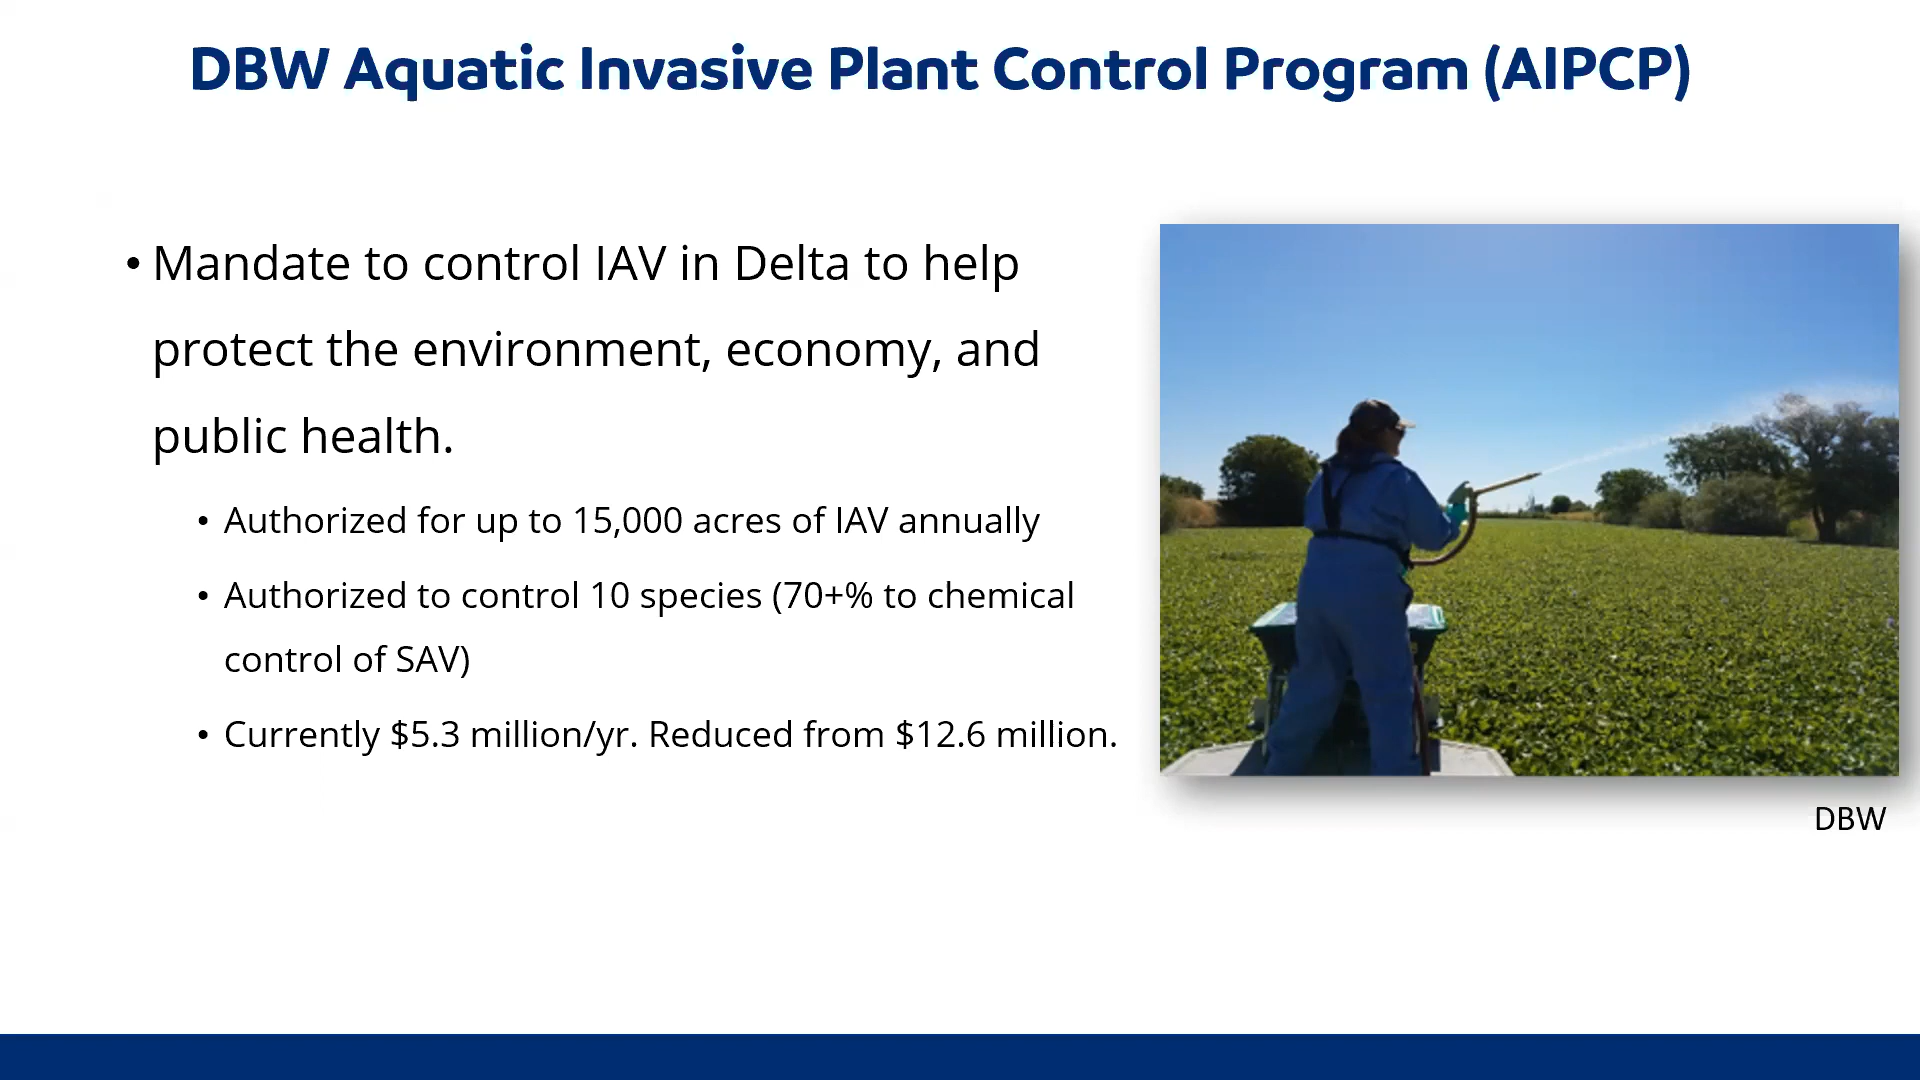 DBW Aquatic Invasive Plant Control Program (AIPCP)
• Mandate to control IAV in Delta to help
protect the environment, economy, and
public health.
• Authorized for up to 15,000 acres of IAV annually
• Authorized to control 10 species (70+% to chemical
control of SAV)
• Currently $5.3 million/yr. Reduced from $12.6 million.
DBW